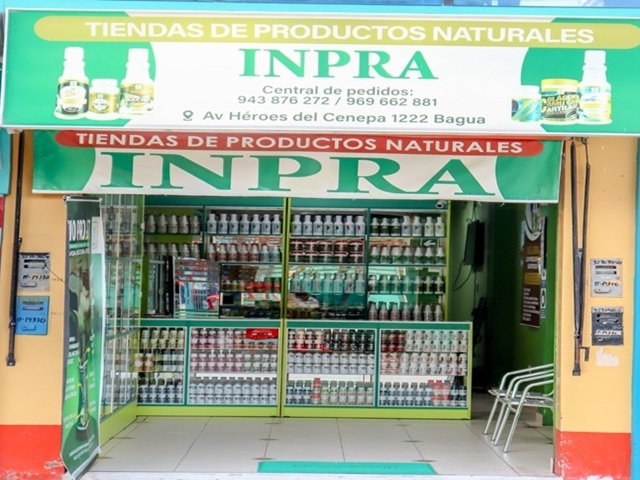 TIENDAS DE PRODUCTOS NATURALES
INPRA
Central de pedidos:
943 876 272 / 969 662 881
Av Héroes del Cenepa 1222 Bagua
TIENDAS DE PRODUCTOS NATURALES
INPRA